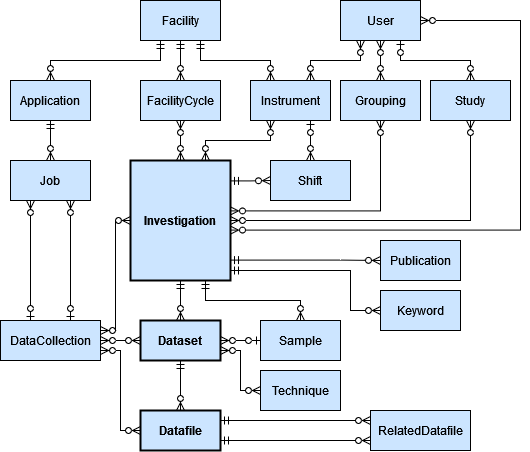 Facility
User
Application
FacilityCycle
Instrument
Grouping
Study
Job
Shift
Investigation
Publication
Keyword
DataCollection
Dataset
Sample
Technique
Datafile
RelatedDatafile